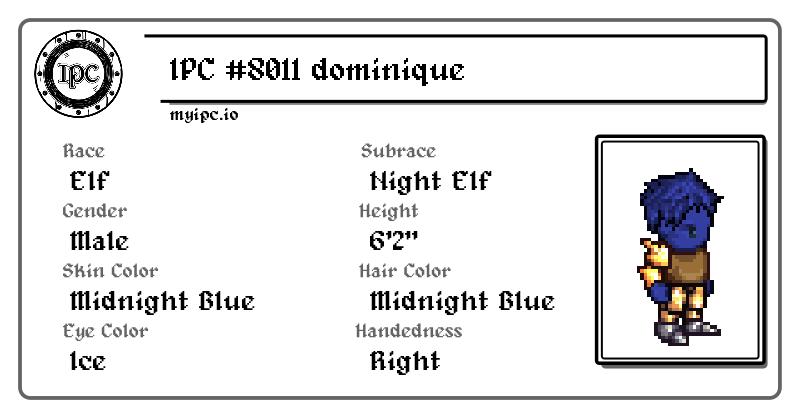 IPC
IPC #8011 dominique
myipc.io
Race
Elf
Subrace
Night Elf
Gender
Male
Height
6'2"
Skin Color
Midnight Blue
Hair Color
Midnight Blue
Eye Color
Ice
Handedness
Right